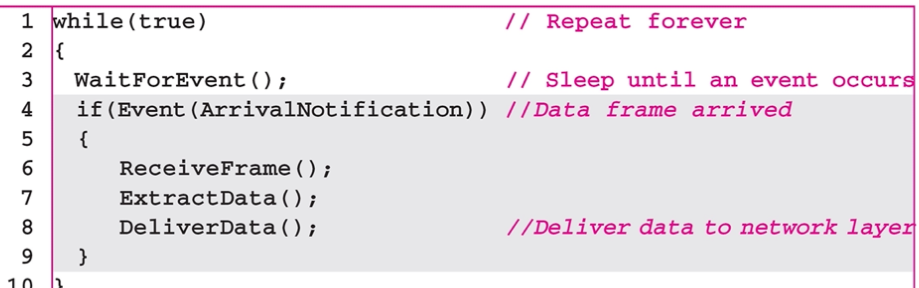 1 while(true) // Repeat forever
2 {
3 WaitForEvent(); // Sleep until an event occurs
4 if(Event(ArrivalNotification)) //Data frame arrived
5 {
6 ReceiveFrame();
7 ExtractData();
8 DeliverData(); //Deliver data to network layer
9 }
10 }